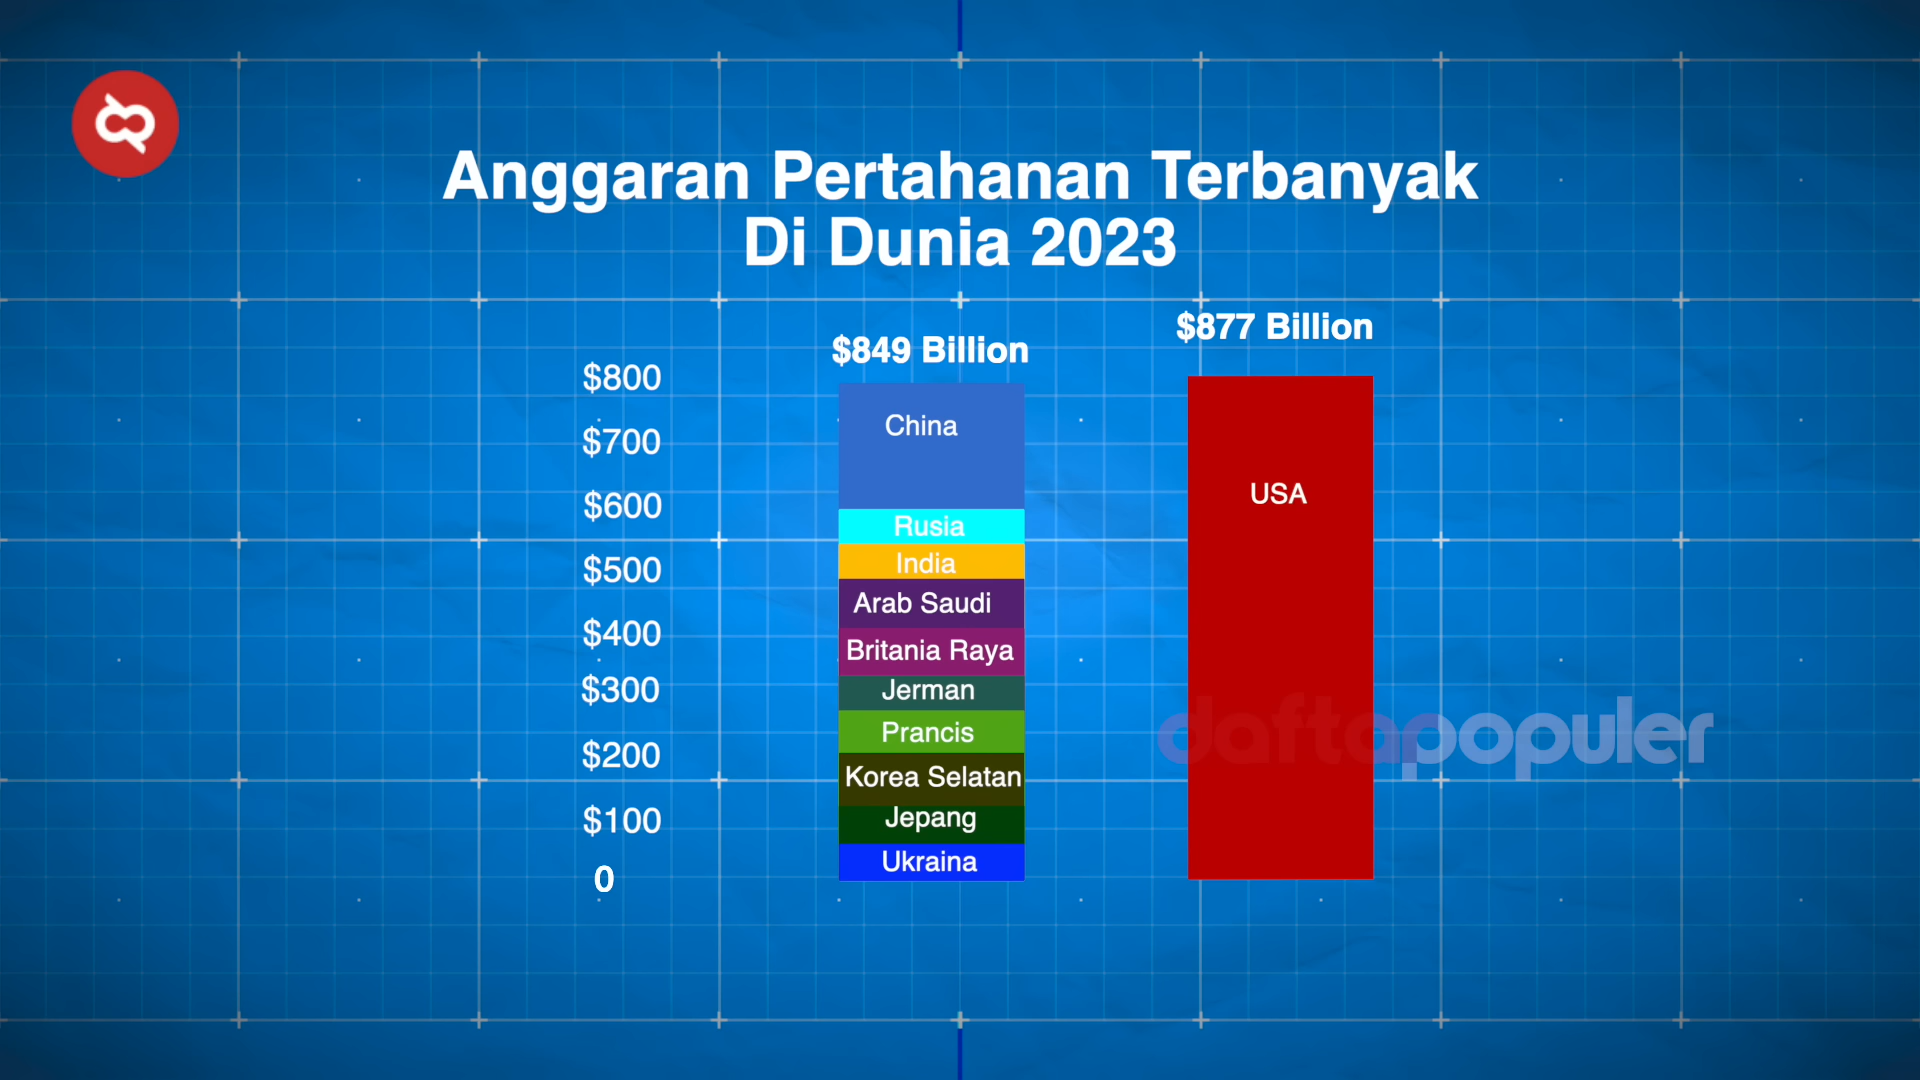 Anggaran Pertahanan Terbanyak
Di Dunia 2023
$849 Billion
$877 Billion
$800
$700
$600
$500
$400
$300
$200
$100
0
China
Rusia
India
Arab Saudi
Britania Raya
Jerman
Prancis
Korea Selatan
Jepang
Ukraina
USA
daftarpopuler